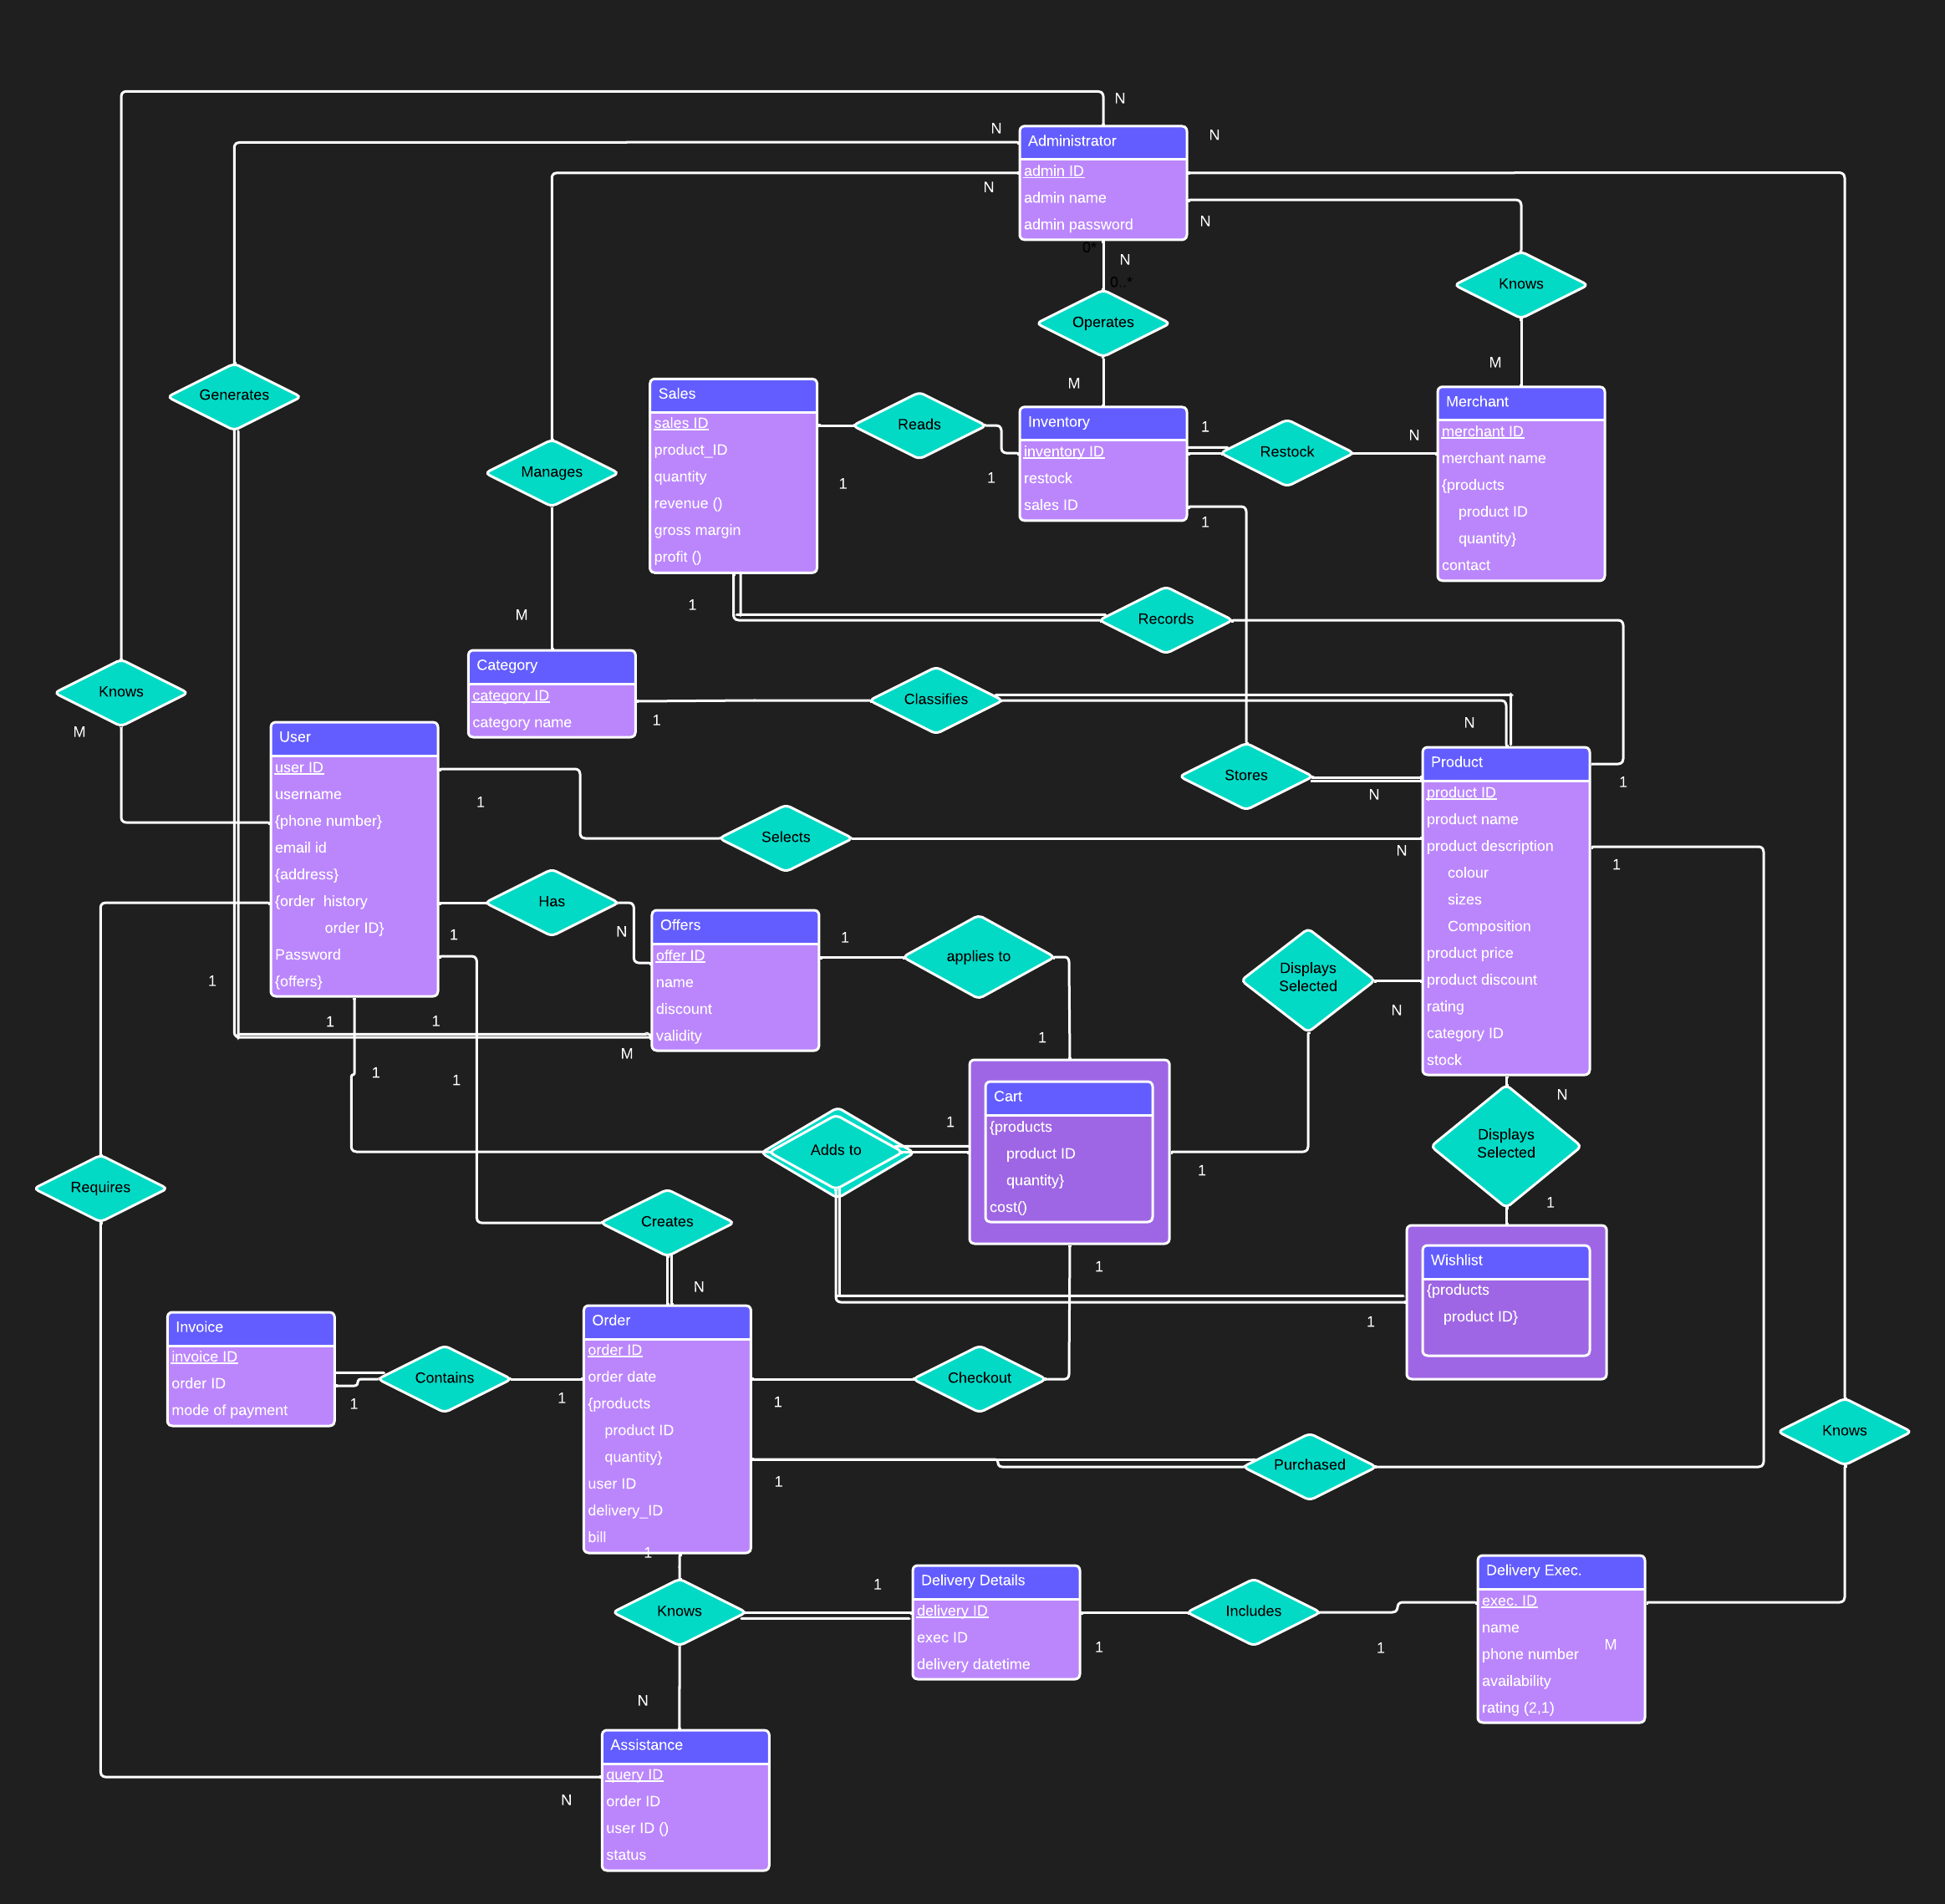 N
N
N
Administrator
admin ID
admin name
admin password
N
N
0*
N
0..*
Knows
Operates
M
M
Generates
Manages
Sales
sales ID
product_ID
quantity
revenue ()
gross margin
profit ()
Reads
1
1
Inventory
inventory ID
restock
sales ID
1
1
Restock
N
Merchant
merchant ID
merchant name
{products
product ID
quantity}
contact
M
1
Records
Category
category ID
category name
1
Classifies
N
Knows
M
User
user ID
username
{phone number}
email id
{address}
{order  history
order ID}
Password
{offers}
1
Selects
N
Stores
N
Product
product ID
product name
product description
colour
sizes
Composition
product price
product discount
rating
category ID
stock
1
1
Has
1
N
Offers
offer ID
name
discount
validity
1
applies to
1
Displays
Selected
N
1
1
1
M
1
1
Cart
{products
product ID
quantity}
cost()
1
Adds to
1
N
Displays
Selected
1
Requires
Creates
N
1
Wishlist
{products
product ID}
1
Invoice
invoice ID
order ID
mode of payment
1
Contains
1
Order
order ID
order date
{products
product ID
quantity}
user ID
delivery_ID
bill
1
Checkout
1
Purchased
Knows
1
Knows
1
Delivery Details
delivery ID
exec ID
delivery datetime
1
Includes
1
Delivery Exec.
exec. ID
name
phone number
availability
rating (2,1)
M
N
Assistance
query ID
order ID
user ID ()
status
N